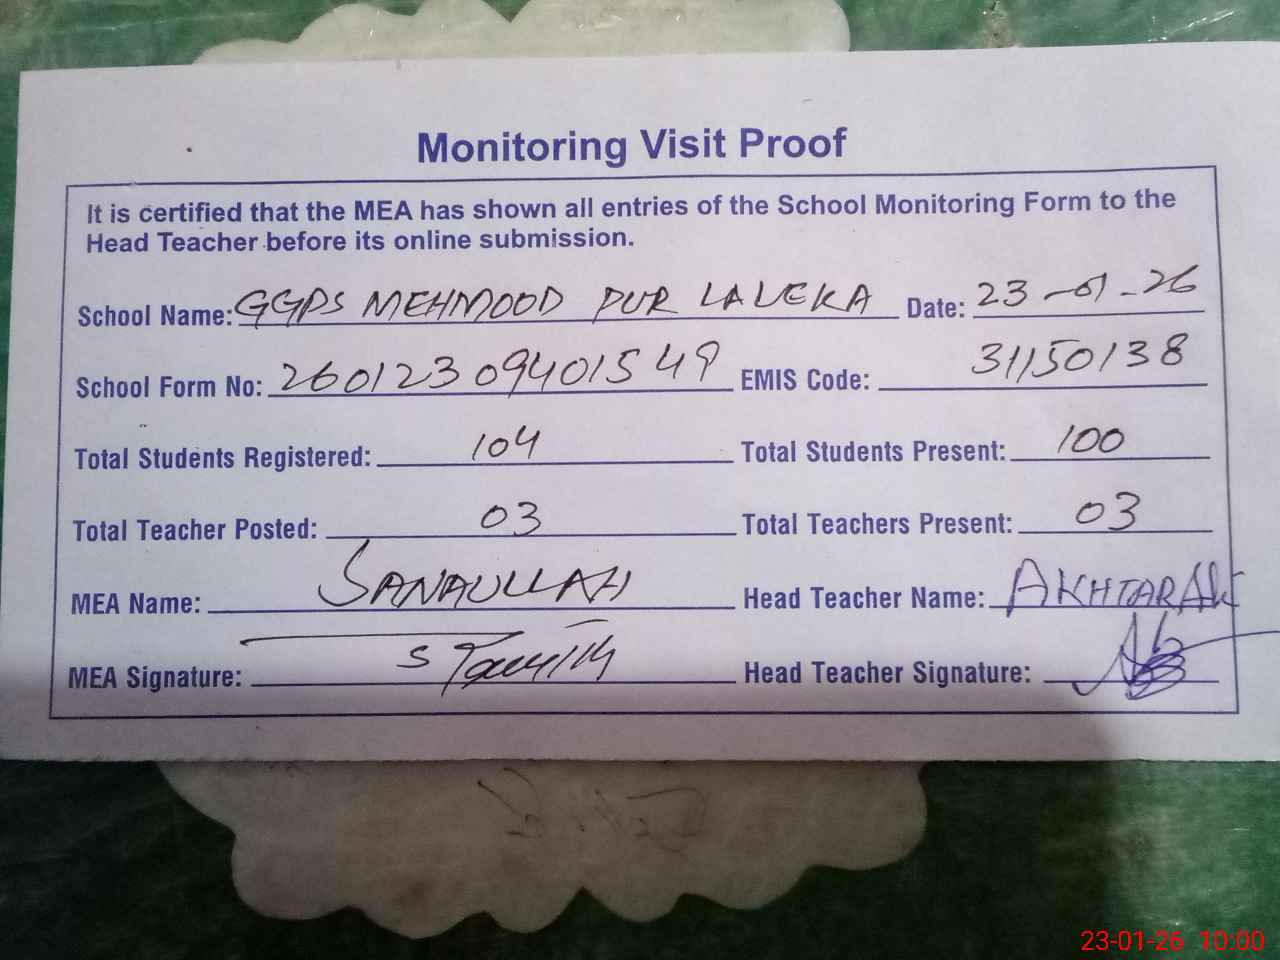 Monitoring Visit Proof
It is certified that the MEA has shown all entries of the School Monitoring Form to the
Head Teacher before its online submission.
School Name: GGPS MEHMOOD PUR LALEKA Date: 23-01-26
School Form No: 26012309401549 EMIS Code: 31150138
Total Students Registered: 104 Total Students Present: 100
Total Teacher Posted: 03 Total Teachers Present: 03
MEA Name: SANAULLAH Head Teacher Name: AKHTAR
MEA Signature: Head Teacher Signature:
23-01-26 10:00